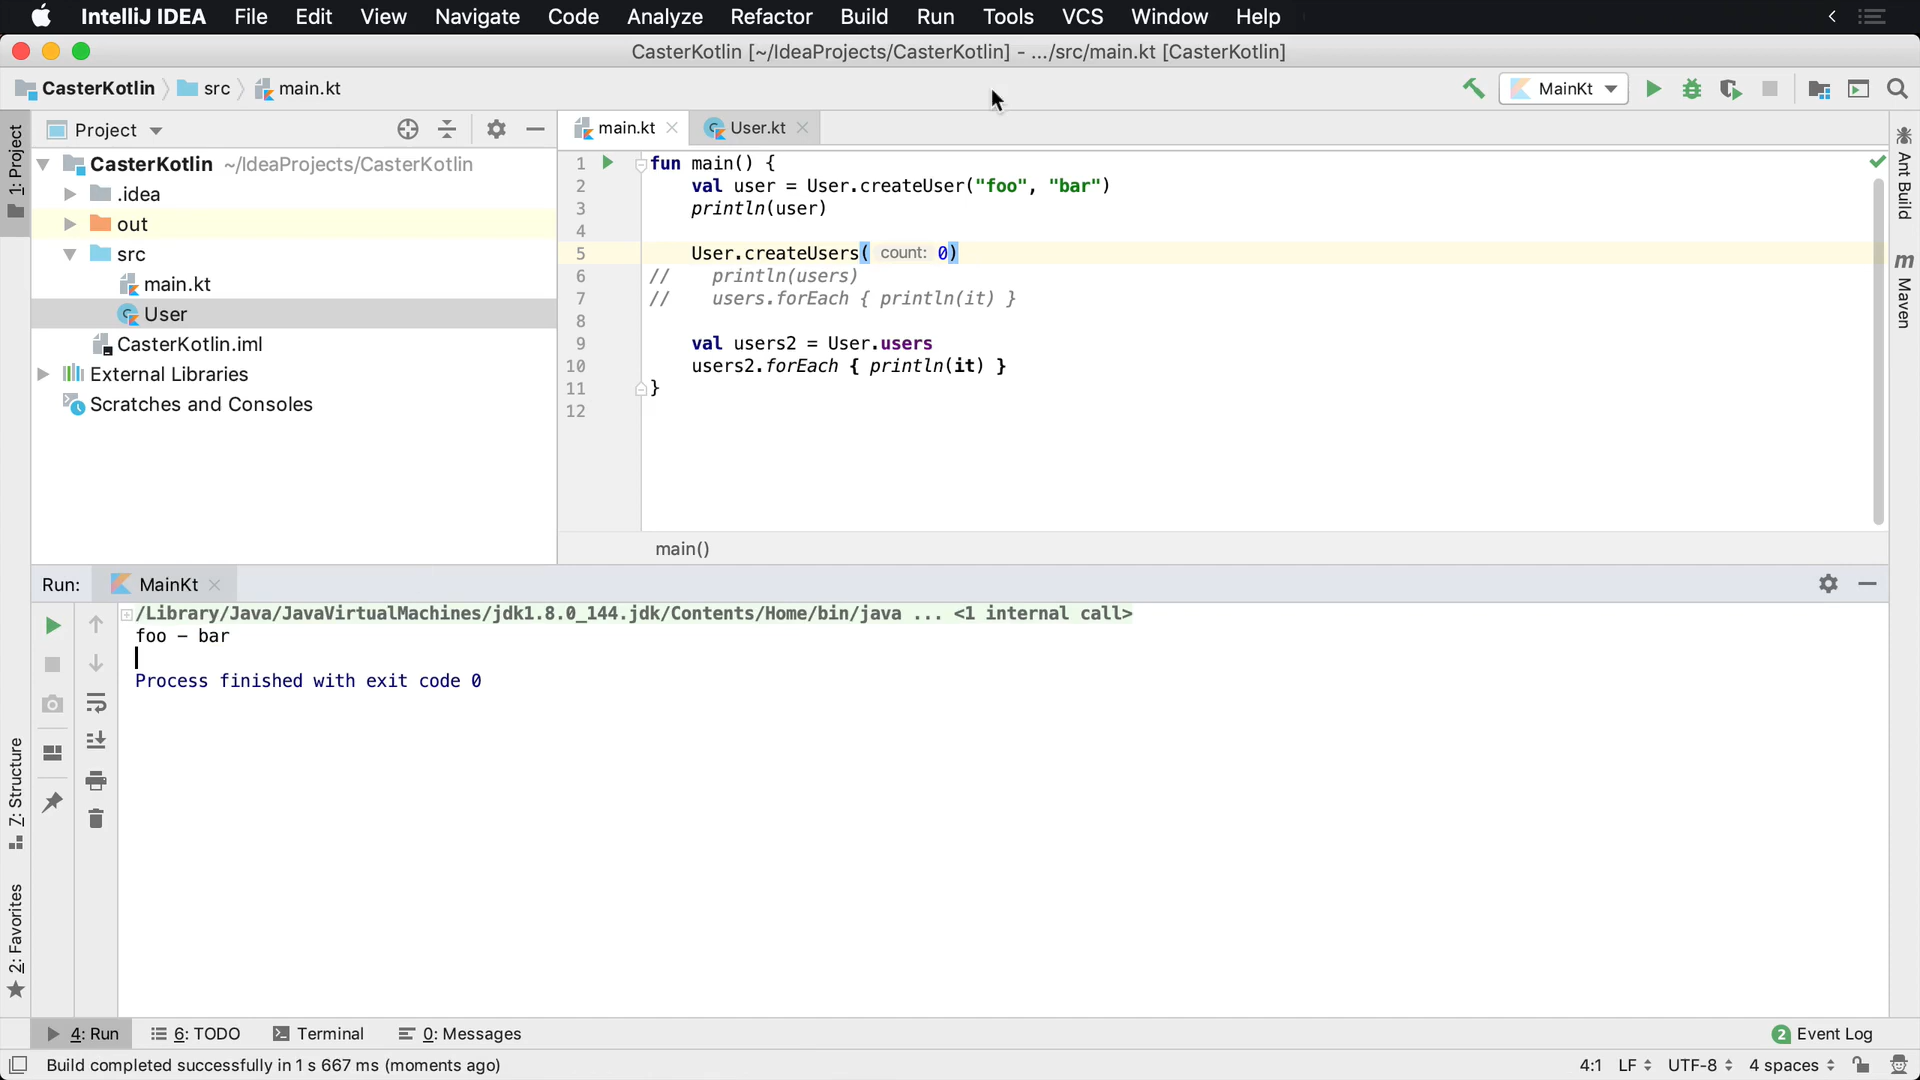 IntelliJ IDEA File Edit View Navigate Code Analyze Refactor Build Run Tools VCS Window Help
CasterKotlin [~/IdeaProjects/CasterKotlin] - .../src/main.kt [CasterKotlin]
CasterKotlin src main.kt
MainKt
1: Project
Project
CasterKotlin ~/IdeaProjects/CasterKotlin
.idea
out
src
main.kt
User
CasterKotlin.iml
External Libraries
Scratches and Consoles
main.kt User.kt
1 fun main() {
2 val user = User.createUser("foo", "bar")
3 println(user)
4
5 User.createUsers( count: 0)
6 // println(users)
7 // users.forEach { println(it) }
8
9 val users2 = User.users
10 users2.forEach { println(it) }
11 }
12
main()
Ant Build
m Maven
Run: MainKt
/Library/Java/JavaVirtualMachines/jdk1.8.0_144.jdk/Contents/Home/bin/java ... <1 internal call>
foo - bar
Process finished with exit code 0
Z: Structure
2: Favorites
4: Run 6: TODO Terminal 0: Messages
2 Event Log
Build completed successfully in 1 s 667 ms (moments ago)
4:1 LF UTF-8 4 spaces